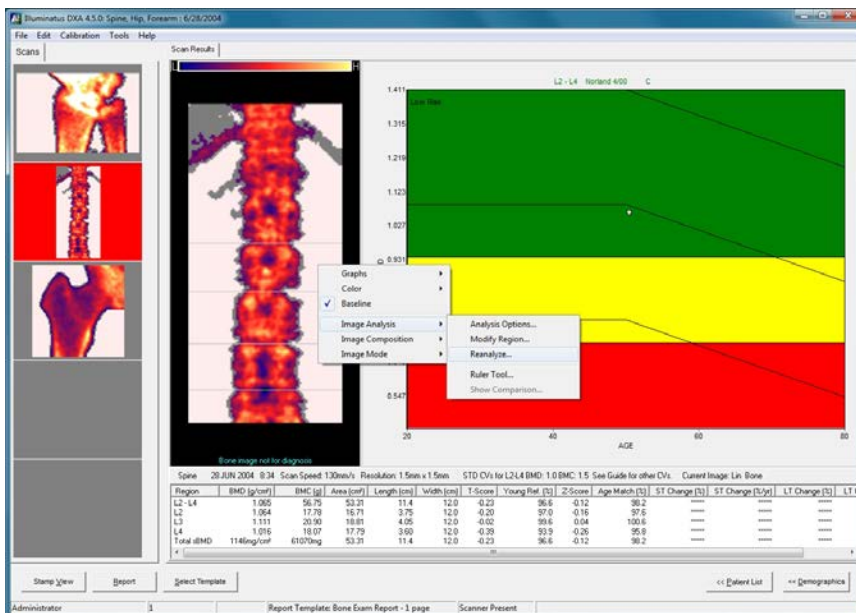 Illuminatus DXA 4.5.0: Spine, Hip, Forearm : 6/28/2004
File Edit Calibration Tools Help
Scans
Scan Results
L H
L2 - L4 Norland 4/00 C
1.411
Low Risk
1.315
1.219
1.123
1.027
0.931
0.547
20 40 60 80
AGE
Graphs
Color
Baseline
Image Analysis
Image Composition
Image Mode
Analysis Options...
Modify Region...
Reanalyze...
Ruler Tool...
Show Comparison...
Bone image not for diagnosis
Spine 28 JUN 2004 8:34 Scan Speed: 130mm/s Resolution: 1.5mm x 1.5mm STD CVs for L2-L4 BMD: 1.0 BMC: 1.5 See Guide for other CVs. Current Image: Lin. Bone
Region BMD (g/cm²) BMC (g) Area (cm²) Length (cm) Width (cm) T-Score Young Ref. (%) Z-Score Age Match (%) ST Change (%) ST Change (%/yr) LT Change (%) LT
L2 - L4 1.065 56.75 53.31 11.4 12.0 -0.23 96.6 -0.12 98.2 ***** ***** *****
L2 1.064 17.78 16.71 3.75 12.0 -0.20 97.0 -0.16 97.6 ***** ***** *****
L3 1.111 20.90 18.81 4.05 12.0 -0.02 99.6 0.04 100.6 ***** ***** *****
L4 1.016 18.07 17.79 3.60 12.0 -0.39 93.9 -0.26 95.8 ***** ***** *****
Total sBMD 1146mg/cm² 61070mg 53.31 11.4 12.0 -0.23 96.6 -0.12 98.2 ***** ***** *****
Stamp View Report Select Template << Patient List << Demographics
Administrator 1 Report Template: Bone Exam Report - 1 page Scanner Present